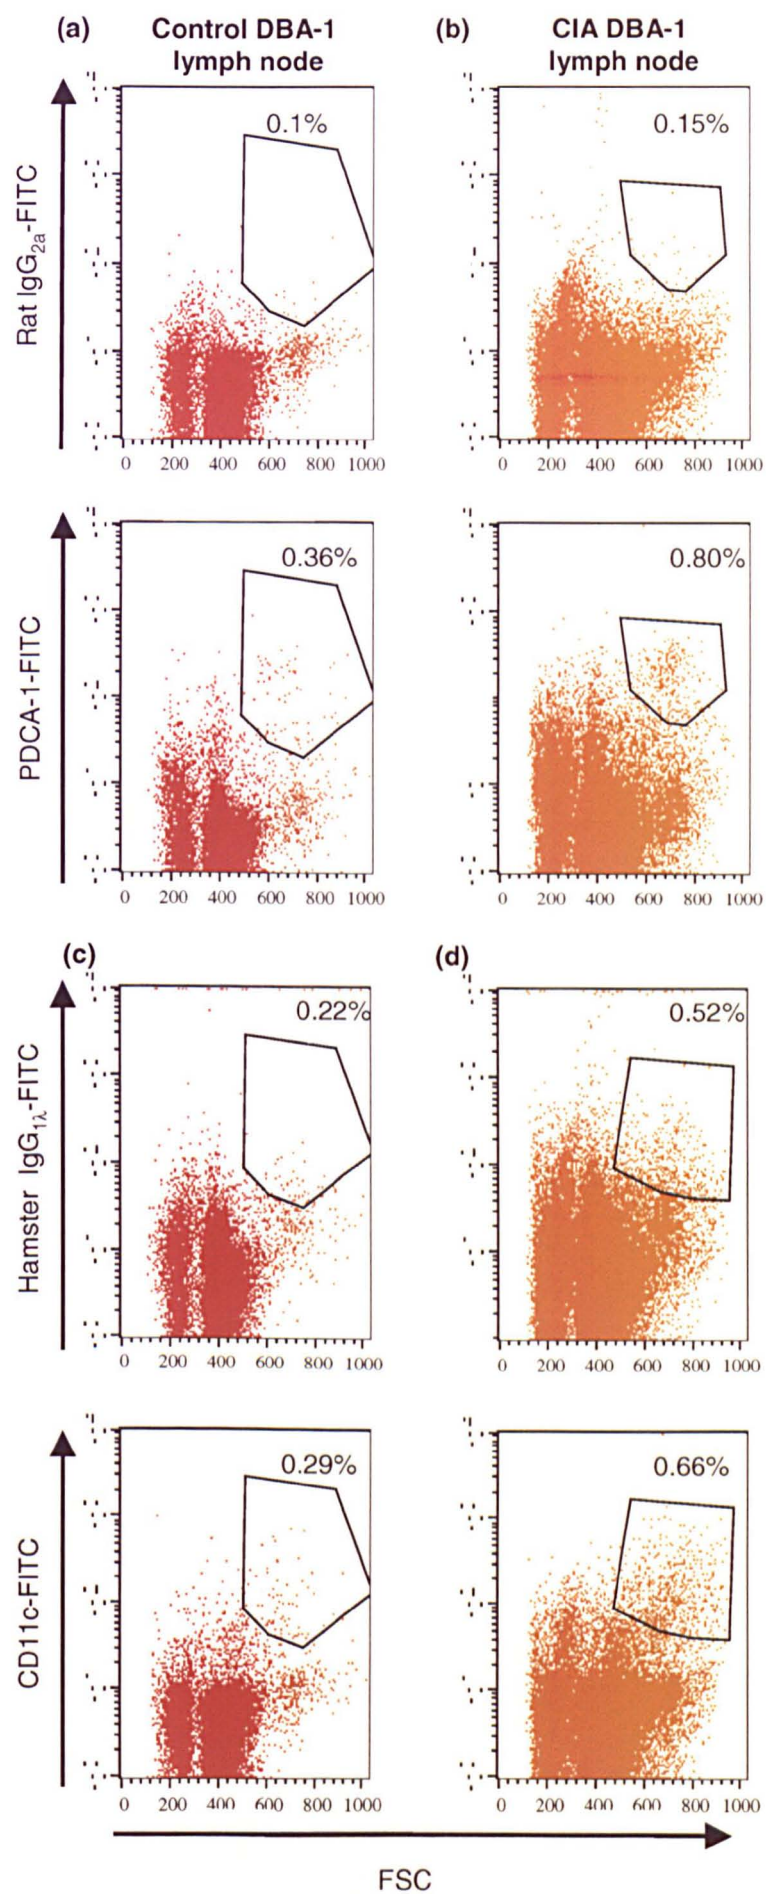 (a) Control DBA-1 lymph node
(b) CIA DBA-1 lymph node
Rat IgG2a-FITC
0.1%
0 200 400 600 800 1000
0.15%
0 200 400 600 800 1000
PDCA-1-FITC
0.36%
0 200 400 600 800 1000
0.80%
0 200 400 600 800 1000
(c)
(d)
Hamster IgG1λ-FITC
0.22%
0 200 400 600 800 1000
0.52%
0 200 400 600 800 1000
CD11c-FITC
0.29%
0 200 400 600 800 1000
0.66%
0 200 400 600 800 1000
FSC